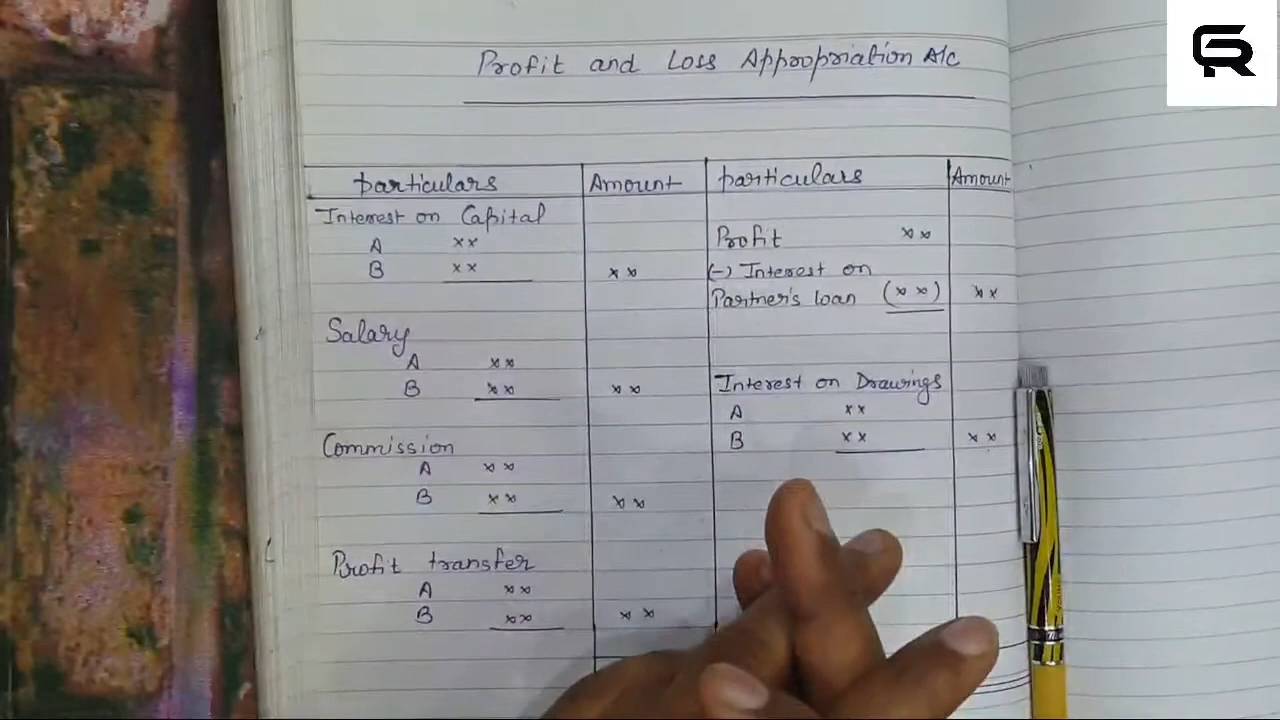 Profit and Loss Appropriation A/c
particulars Amount particulars Amount
Interest on Capital
A xx
B xx xx
Salary
A xx
B xx xx
Commission
A xx
B xx xx
Profit transfer
A xx
B xx xx
Profit xx
(-) Interest on
Partner's loan (xx) xx
Interest on Drawings
A xx
B xx xx